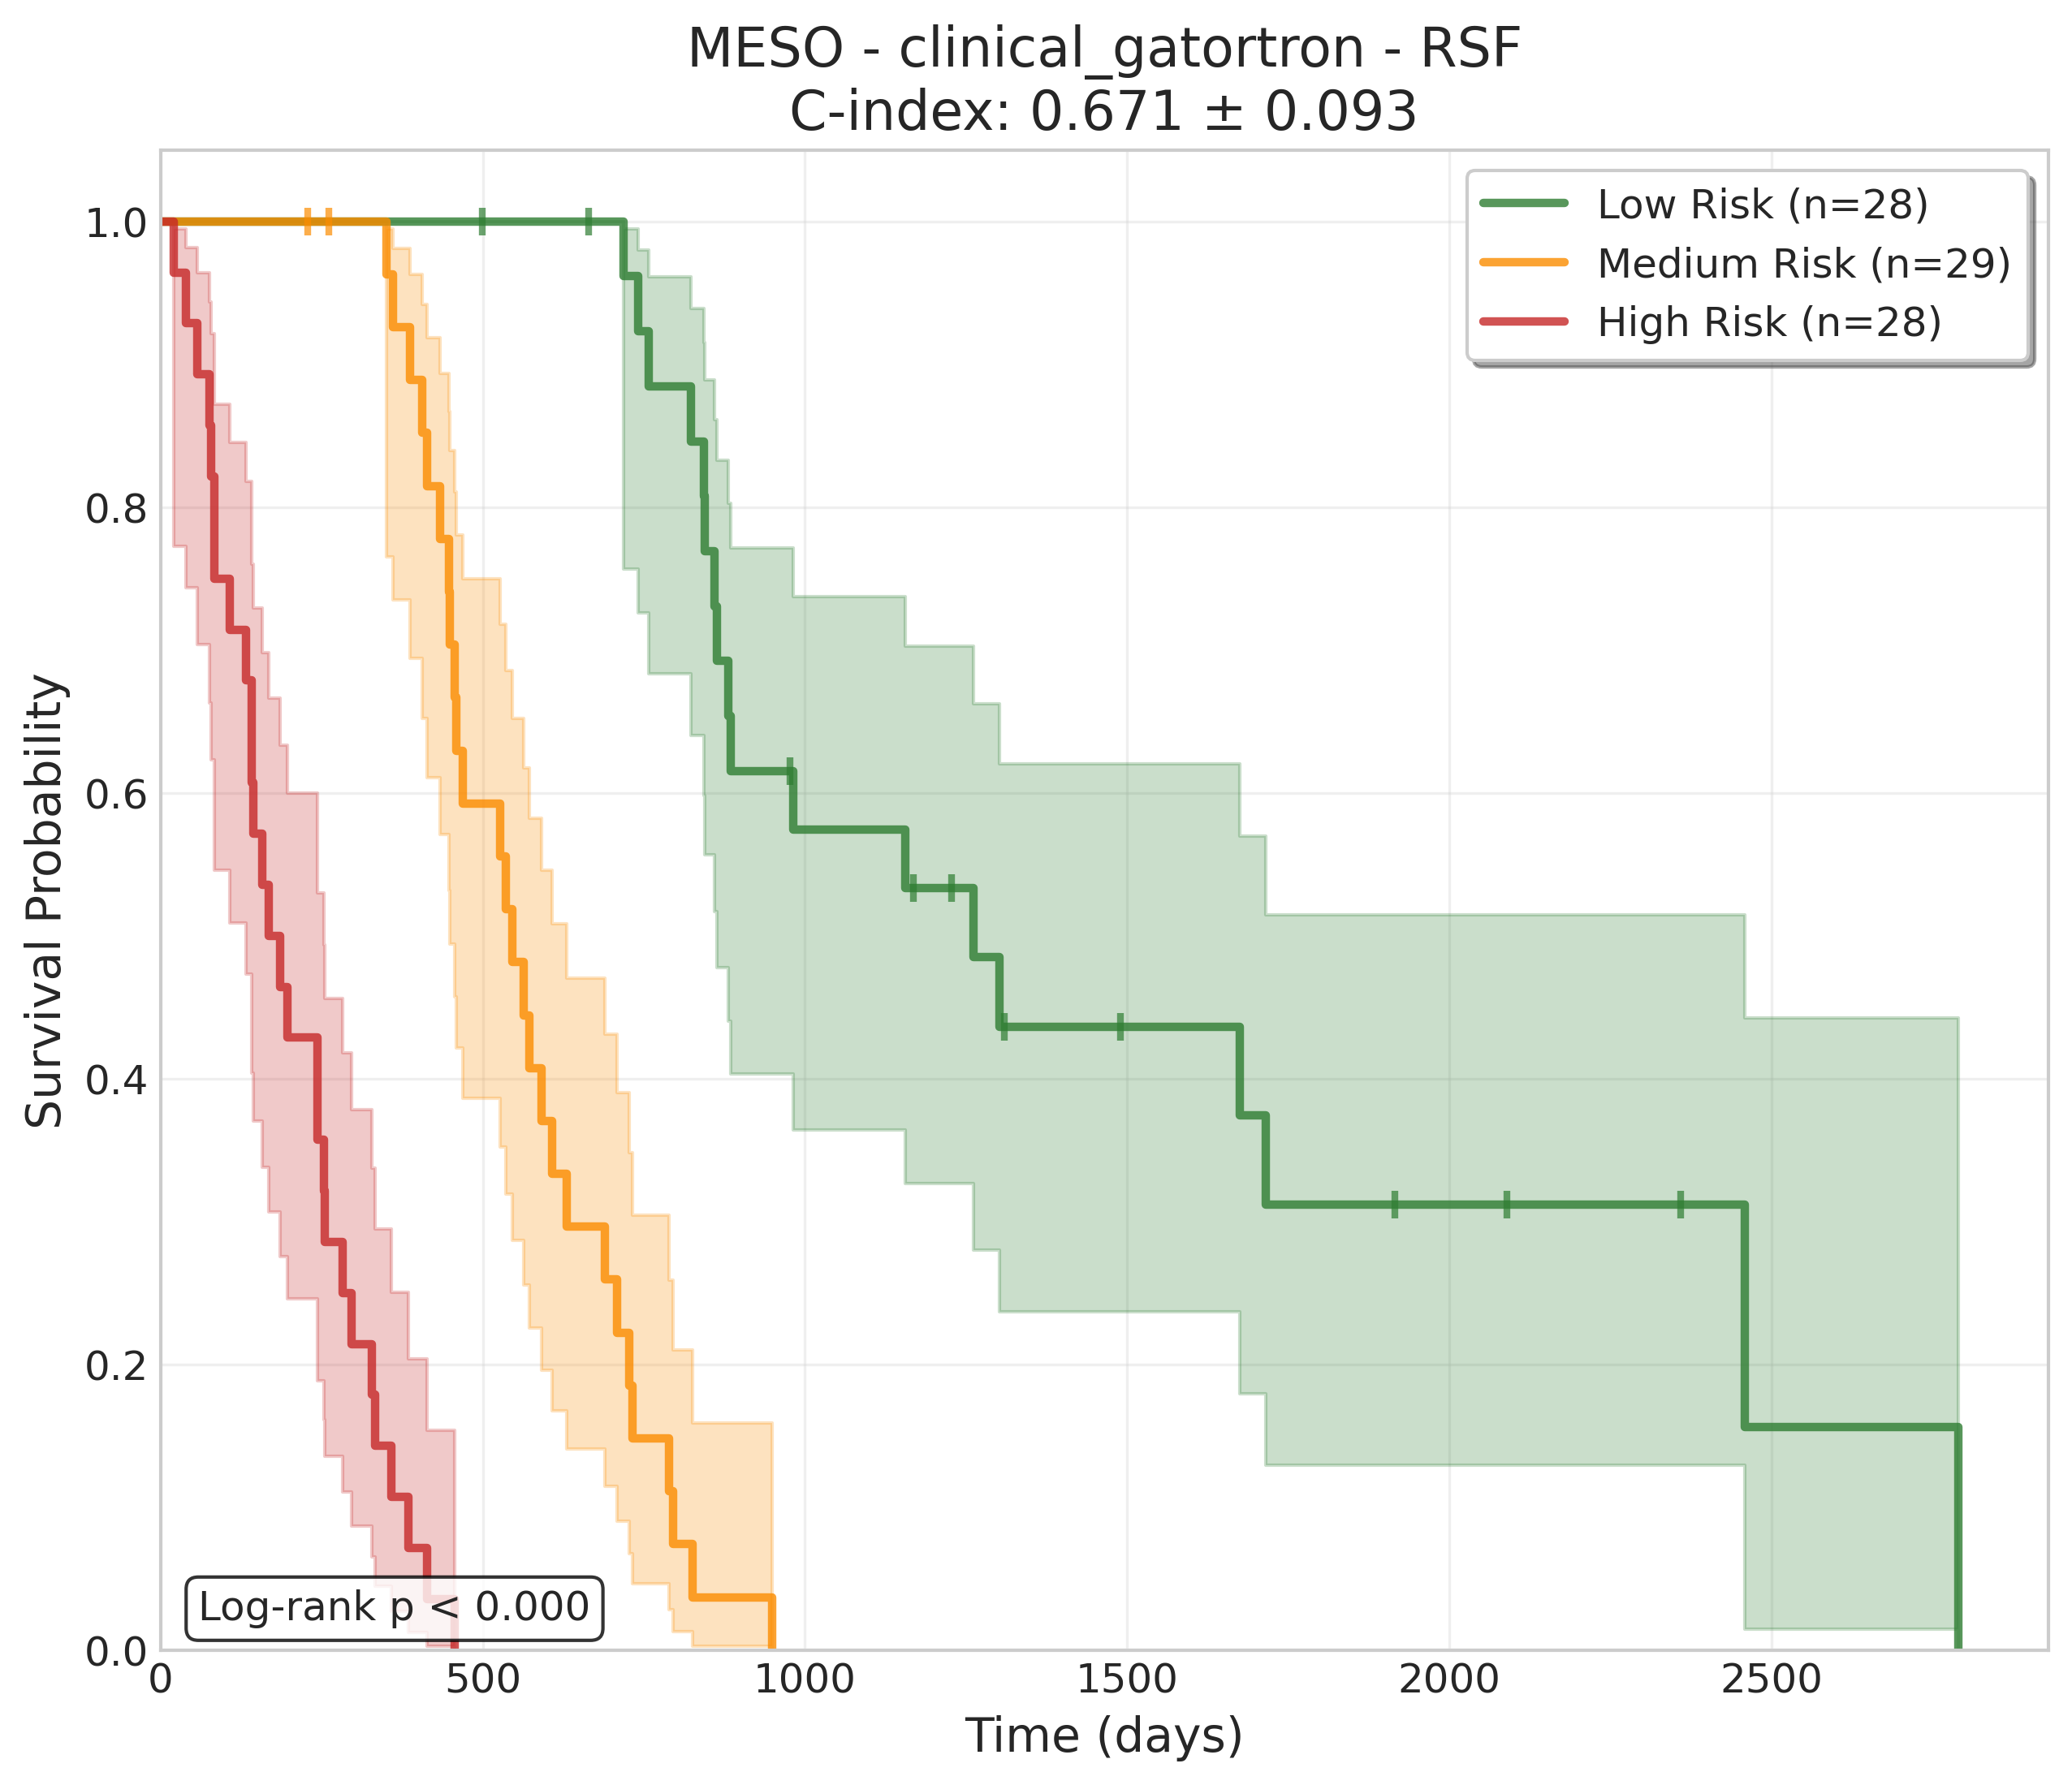 MESO - clinical_gatortron - RSF
C-index: 0.671 ± 0.093
Low Risk (n=28)
Medium Risk (n=29)
High Risk (n=28)
Survival Probability
1.0
0.8
0.6
0.4
0.2
0.0
Log-rank p < 0.000
0
500
1000
1500
2000
2500
Time (days)